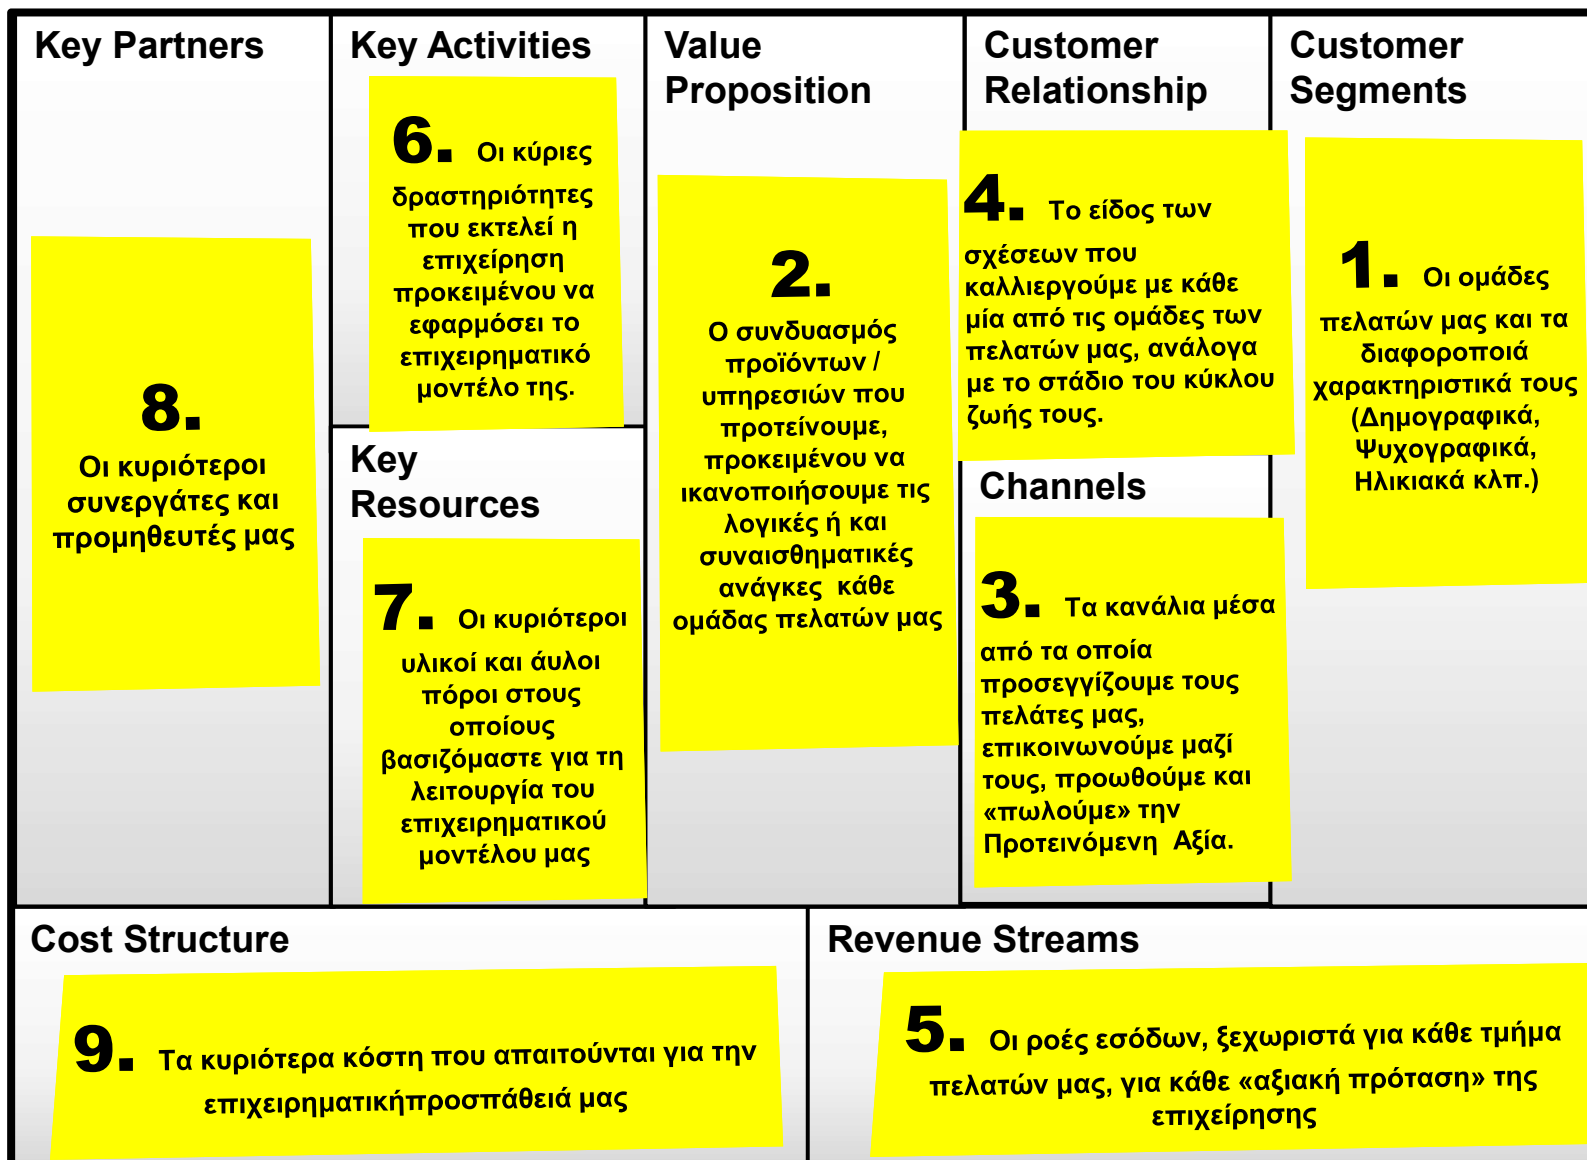 Key Partners
8.
Οι κυριότεροι
συνεργάτες και
προμηθευτές μας
Key Activities
6. Οι κύριες
δραστηριότητες
που εκτελεί η
επιχείρηση
προκειμένου να
εφαρμόσει το
επιχειρηματικό
μοντέλο της.
Key
Resources
7. Οι κυριότεροι
υλικοί και άυλοι
πόροι στους
οποίους
βασιζόμαστε για τη
λειτουργία του
επιχειρηματικού
μοντέλου μας
Value
Proposition
2.
Ο συνδυασμός
προϊόντων /
υπηρεσιών που
προτείνουμε,
προκειμένου να
ικανοποιήσουμε τις
λογικές ή και
συναισθηματικές
ανάγκες κάθε
ομάδας πελατών μας
Customer
Relationship
4. Το είδος των
σχέσεων που
καλλιεργούμε με κάθε
μία από τις ομάδες των
πελατών μας, ανάλογα
με το στάδιο του κύκλου
ζωής τους.
Channels
3. Τα κανάλια μέσα
από τα οποία
προσεγγίζουμε τους
πελάτες μας,
επικοινωνούμε μαζί
τους, προωθούμε και
«πωλούμε» την
Προτεινόμενη Αξία.
Customer
Segments
1. Οι ομάδες
πελατών μας και τα
διαφοροποιά
χαρακτηριστικά τους
(Δημογραφικά,
Ψυχογραφικά,
Ηλικιακά κλπ.)
Cost Structure
9. Τα κυριότερα κόστη που απαιτούνται για την
επιχειρηματικήπροσπάθειά μας
Revenue Streams
5. Οι ροές εσόδων, ξεχωριστά για κάθε τμήμα
πελατών μας, για κάθε «αξιακή πρόταση» της
επιχείρησης